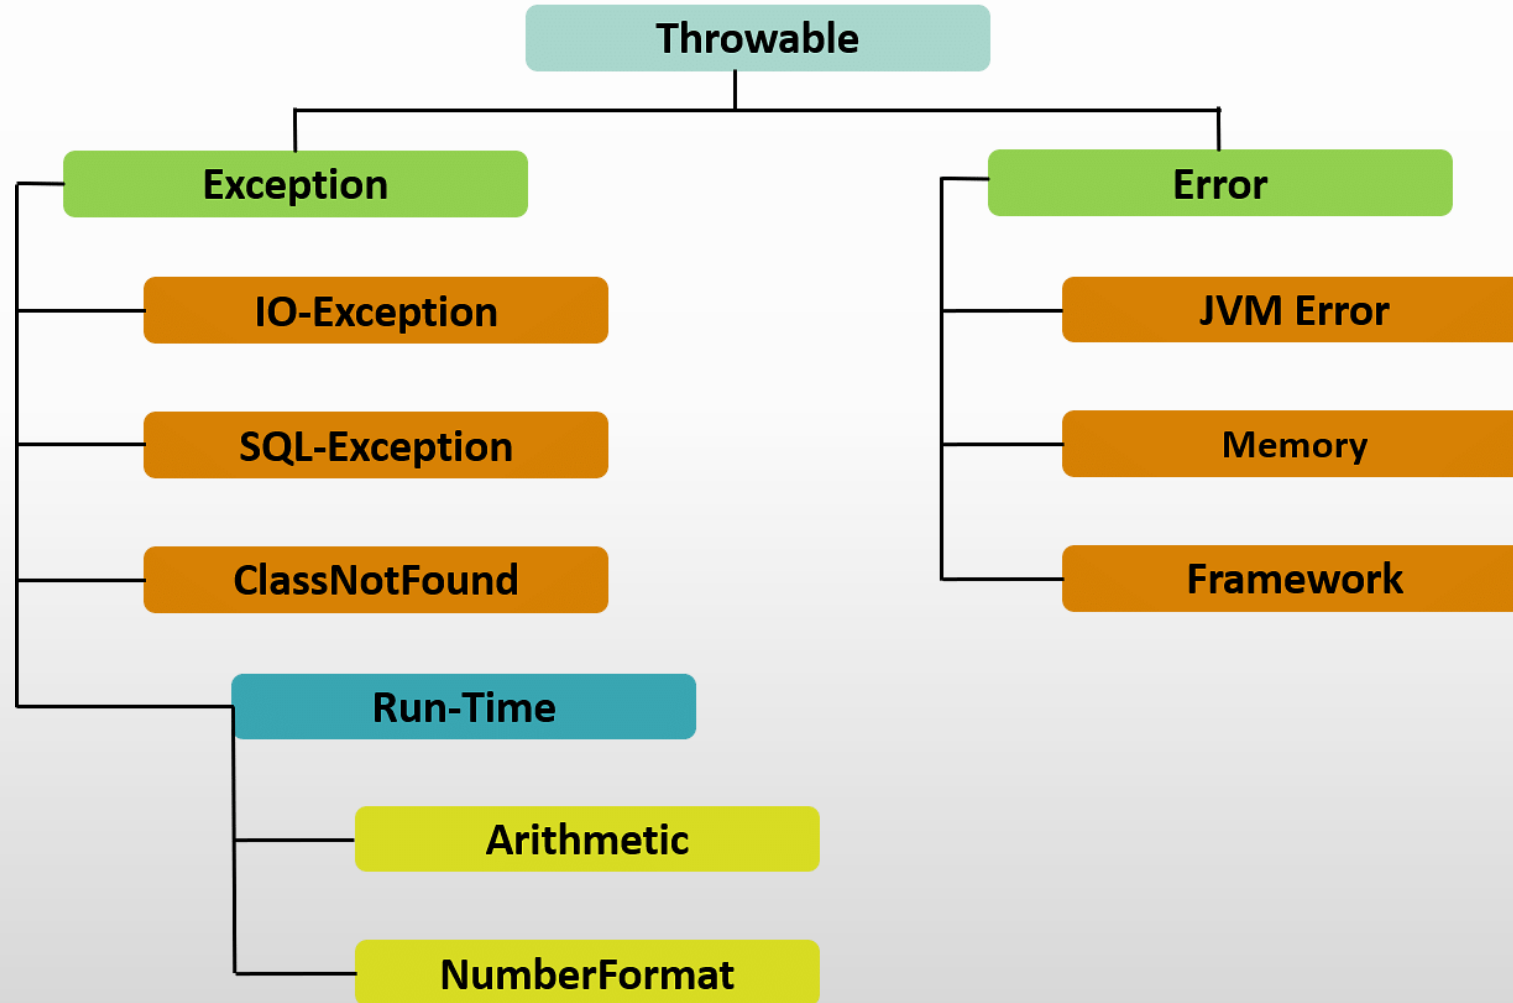 Throwable
Exception
Error
IO-Exception
JVM Error
SQL-Exception
Memory
ClassNotFound
Framework
Run-Time
Arithmetic
NumberFormat